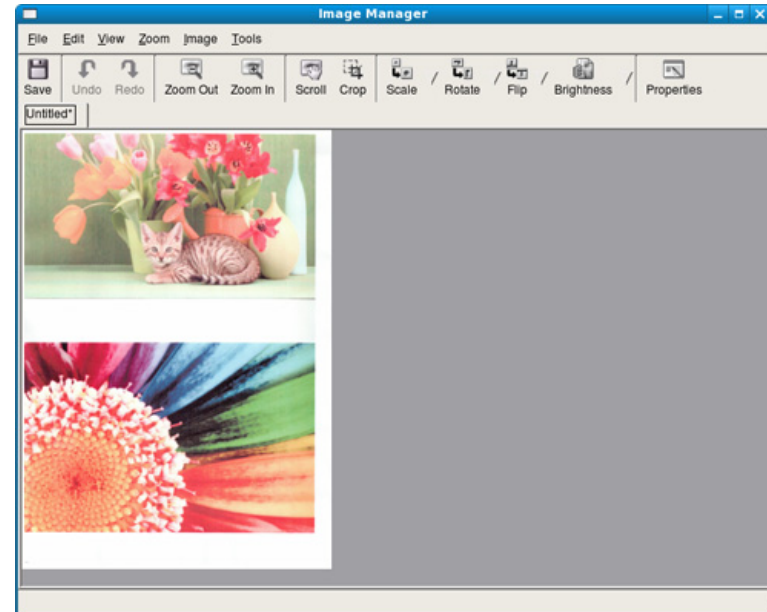 Image Manager
File Edit View Zoom Image Tools
Save Undo Redo Zoom Out Zoom In Scroll Crop Scale / Rotate / Flip / Brightness / Properties
Untitled*